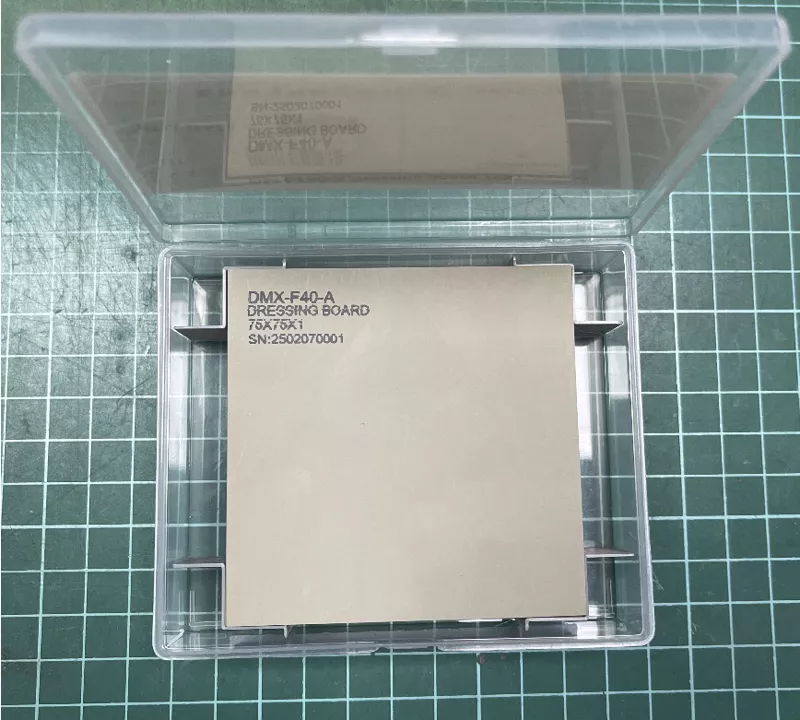 DMX-F40-A
DRESSING BOARD
75X75X1
SN:2502070001